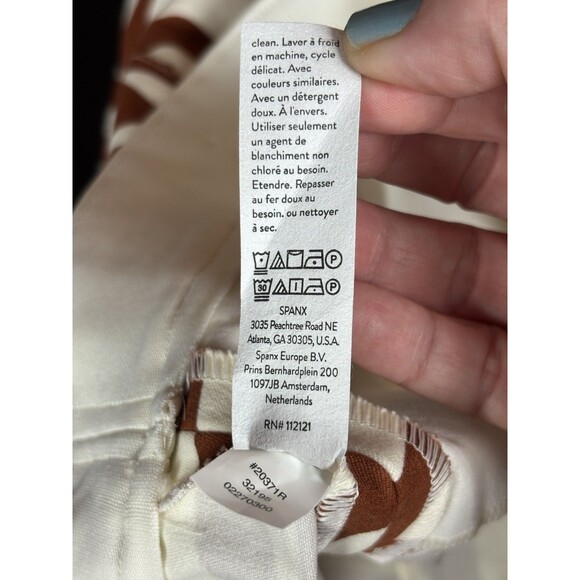 clean. Laver à froid
en machine, cycle
délicat. Avec
couleurs similaires.
Avec un détergent
doux. À l'envers.
Utiliser seulement
un agent de
blanchiment non
chloré au besoin.
Etendre. Repasser
au fer doux au
besoin. ou nettoyer
à sec.
P
30 P
SPANX
3035 Peachtree Road NE
Atlanta, GA 30305, U.S.A.
Spanx Europe B.V.
Prins Bernhardplein 200
1097JB Amsterdam,
Netherlands
RN# 112121
#20371R
32195
02270300